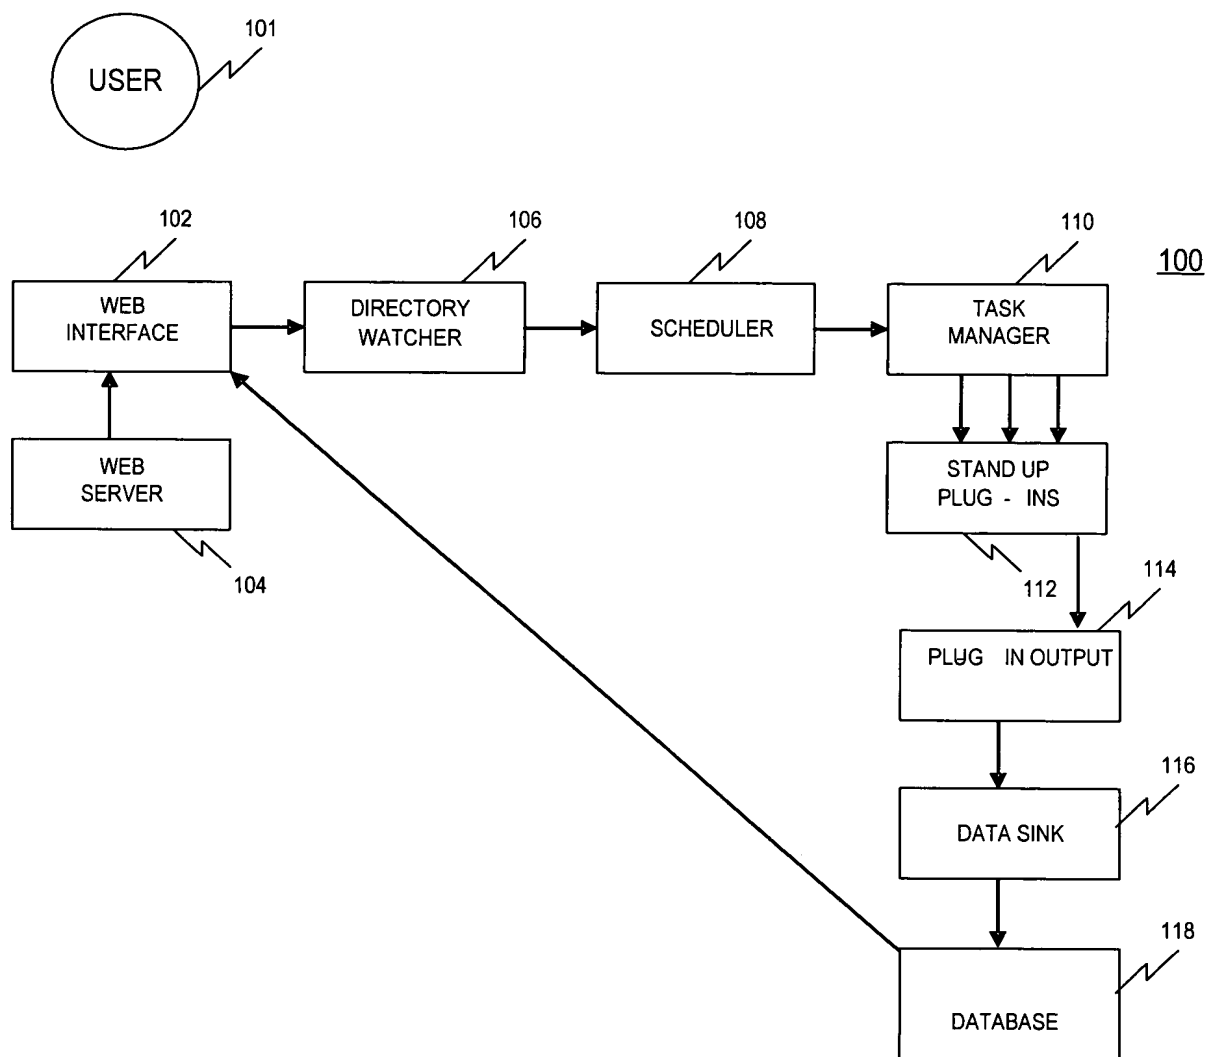 101
USER
102
106
108
110
100
WEB
INTERFACE
DIRECTORY
WATCHER
SCHEDULER
TASK
MANAGER
WEB
SERVER
STAND UP
PLUG - INS
104
112
114
PLUG IN OUTPUT
116
DATA SINK
118
DATABASE